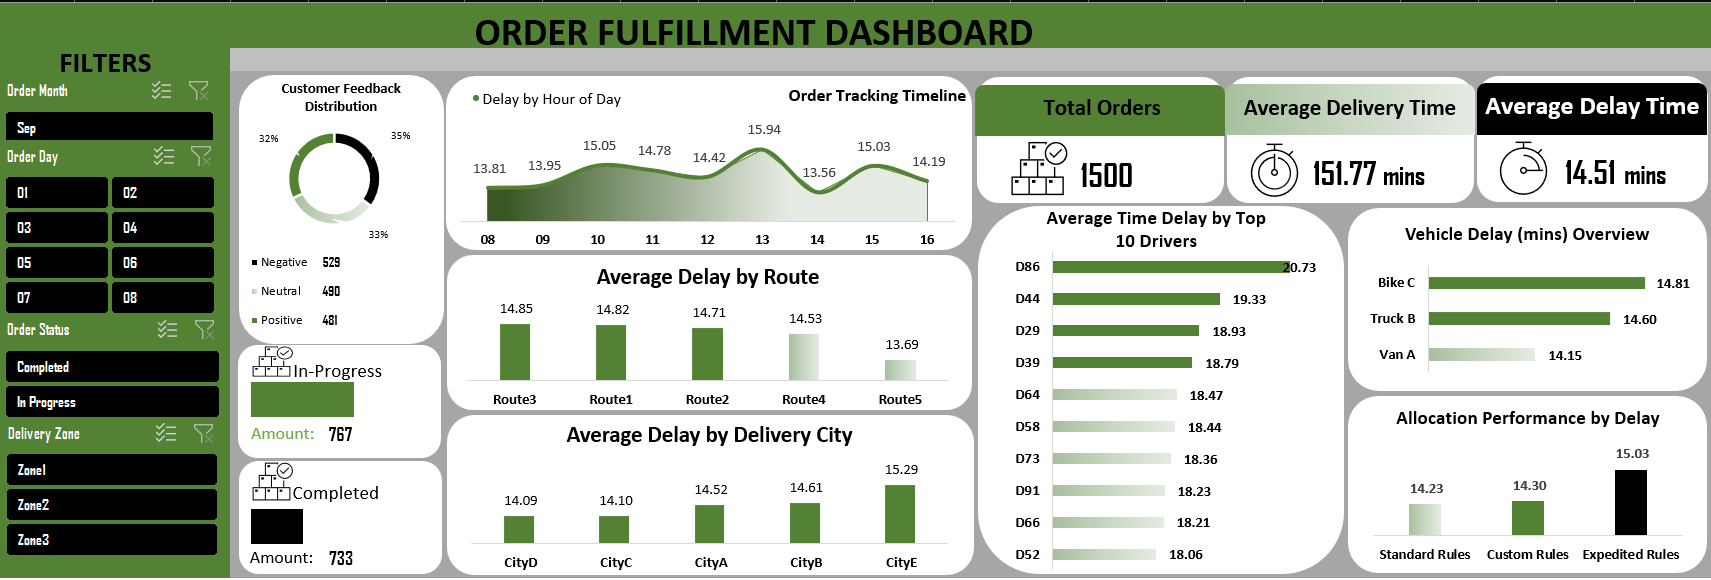 ORDER FULFILLMENT DASHBOARD
FILTERS
Order Month
Sep
Order Day
01
02
03
04
05
06
07
08
Order Status
Completed
In Progress
Delivery Zone
Zone1
Zone2
Zone3
Customer Feedback
Distribution
32%
35%
33%
Negative 529
Neutral 490
Positive 481
In-Progress
Amount: 767
Completed
Amount: 733
Delay by Hour of Day
Order Tracking Timeline
13.81
13.95
15.05
14.78
14.42
15.94
13.56
15.03
14.19
08 09 10 11 12 13 14 15 16
Average Delay by Route
14.85
14.82
14.71
14.53
13.69
Route3 Route1 Route2 Route4 Route5
Average Delay by Delivery City
14.09
14.10
14.52
14.61
15.29
CityD CityC CityA CityB CityE
Total Orders
1500
Average Delivery Time
151.77 mins
Average Delay Time
14.51 mins
Average Time Delay by Top
10 Drivers
D86 20.73
D44 19.33
D29 18.93
D39 18.79
D64 18.47
D58 18.44
D73 18.36
D91 18.23
D66 18.21
D52 18.06
Vehicle Delay (mins) Overview
Bike C 14.81
Truck B 14.60
Van A 14.15
Allocation Performance by Delay
14.23
14.30
15.03
Standard Rules Custom Rules Expedited Rules